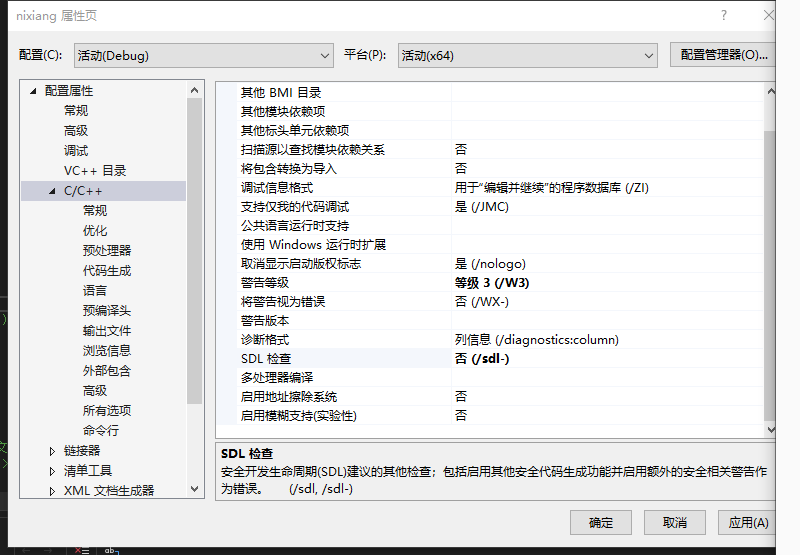 nixiang 属性页
配置(C): 活动(Debug) 平台(P): 活动(x64) 配置管理器(O)...
配置属性
常规
高级
调试
VC++ 目录
C/C++
常规
优化
预处理器
代码生成
语言
预编译头
输出文件
浏览信息
外部包含
高级
所有选项
命令行
链接器
清单工具
XML 文档生成器
其他 BMI 目录
其他模块依赖项
其他标头单元依赖项
扫描源以查找模块依赖关系 否
将包含转换为导入 否
调试信息格式 用于“编辑并继续”的程序数据库 (/ZI)
支持仅我的代码调试 是 (/JMC)
公共语言运行时支持
使用 Windows 运行时扩展
取消显示启动版权标志 是 (/nologo)
警告等级 等级 3 (/W3)
将警告视为错误 否 (/WX-)
警告版本
诊断格式 列信息 (/diagnostics:column)
SDL 检查 否 (/sdl-)
多处理器编译
启用地址擦除系统 否
启用模糊支持(实验性) 否
SDL 检查
安全开发生命周期(SDL)建议的其他检查；包括启用其他安全代码生成功能并启用额外的安全相关警告作
为错误。 (/sdl, /sdl-)
确定 取消 应用(A)